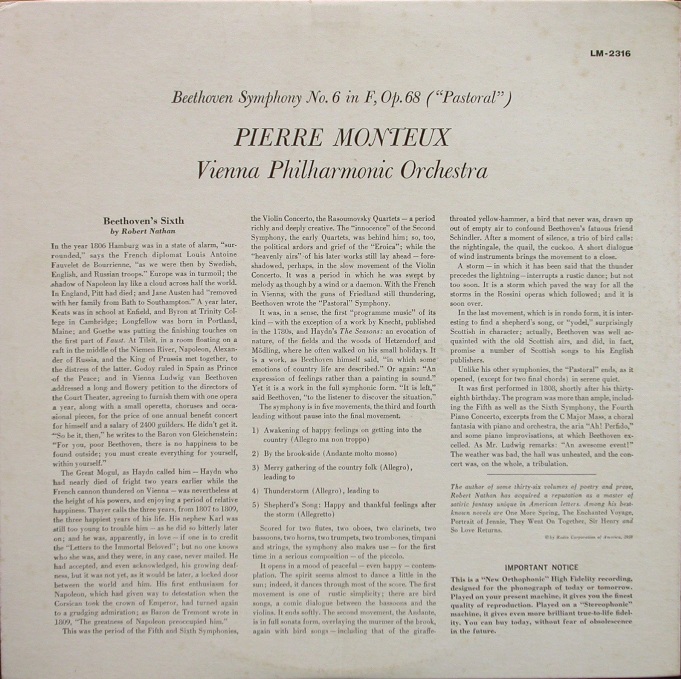 LM-2316
Beethoven Symphony No. 6 in F, Op. 68 (“Pastoral”)
PIERRE MONTEUX
Vienna Philharmonic Orchestra
Beethoven's Sixth
by Robert Nathan
In the year 1806 Hamburg was in a state of alarm, “sur-
rounded,” says the French diplomat Louis Antoine
Fauvelet de Bourrienne, “as we were then by Swedish,
English, and Russian troops.” Europe was in turmoil; the
shadow of Napoleon lay like a cloud across half the world.
In England, Pitt had died; and Jane Austen had “removed
with her family from Bath to Southampton.” A year later,
Keats was in school at Enfield, and Byron at Trinity Col-
lege in Cambridge; Longfellow was born in Portland,
Maine; and Goethe was putting the finishing touches on
the first part of Faust. At Tilsit, in a room floating on a
raft in the middle of the Niemen River, Napoleon, Alexan-
der of Russia, and the King of Prussia met together, to
the distress of the latter. Godoy ruled in Spain as Prince
of the Peace; and in Vienna Ludwig van Beethoven
addressed a long and flowery petition to the directors of
the Court Theater, agreeing to furnish them with one opera
a year, along with a small operetta, choruses and occa-
sional pieces, for the price of one annual benefit concert
for himself and a salary of 2400 guilders. He didn't get it.
“So be it, then,” he writes to the Baron von Gleichenstein;
“For you, poor Beethoven, there is no happiness to be
found outside; you must create everything for yourself,
within yourself.”
The Great Mogul, as Haydn called him — Haydn who
had nearly died of fright two years earlier while the
French cannon thundered on Vienna — was nevertheless at
the height of his powers, and enjoying a period of relative
happiness. Thayer calls the three years, from 1807 to 1809,
the three happiest years of his life. His nephew Karl was
still too young to trouble him — as he did so bitterly later
on; and he was, apparently, in love — if one is to credit
the “Letters to the Immortal Beloved”; but no one knows
who she was, and they were, in any case, never mailed. He
had accepted, and even acknowledged, his growing deaf-
ness, but it was not yet, as it would be later, a locked door
between the world and him. His first enthusiasm for
Napoleon, which had given way to detestation when the
Corsican took the crown of Emperor, had turned again
to a grudging admiration; as Baron de Tremont wrote in
1809, “The greatness of Napoleon preoccupied him.”
This was the period of the Fifth and Sixth Symphonies,
the Violin Concerto, the Rasoumovsky Quartets — a period
richly and deeply creative. The “innocence” of the Second
Symphony, the early Quartets, was behind him; so, too,
the political ardors and grief of the “Eroica”; while the
“heavenly airs” of his later works still lay ahead — fore-
shadowed, perhaps, in the slow movement of the Violin
Concerto. It was a period in which he was swept by
melody as though by a wind or a daemon. With the French
in Vienna, with the guns of Friedland still thundering,
Beethoven wrote the “Pastoral” Symphony.
It was, in a sense, the first “programme music” of its
kind — with the exception of a work by Knecht, published
in the 1780s, and Haydn's The Seasons: an evocation of
nature, of the fields and the woods of Hetzendorf and
Mödling, where he often walked on his small holidays. It
is a work, as Beethoven himself said, “in which some
emotions of country life are described.” Or again: “An
expression of feelings rather than a painting in sound.”
Yet it is a work in the full symphonic form. “It is left,”
said Beethoven, “to the listener to discover the situation.”
The symphony is in five movements, the third and fourth
leading without pause into the final movement.
1) Awakening of happy feelings on getting into the
country (Allegro ma non troppo)
2) By the brook-side (Andante molto mosso)
3) Merry gathering of the country folk (Allegro),
leading to
4) Thunderstorm (Allegro), leading to
5) Shepherd's Song: Happy and thankful feelings after
the storm (Allegretto)
Scored for two flutes, two oboes, two clarinets, two
bassoons, two horns, two trumpets, two trombones, timpani
and strings, the symphony also makes use — for the first
time in a serious composition — of the piccolo.
It opens in a mood of peaceful — even happy — contem-
plation. The spirit seems almost to dance a little in the
sun; indeed, it dances through most of the score. The first
movement is one of rustic simplicity; there are bird
songs, a comic dialogue between the bassoons and the
violins. It ends softly. The second movement, the Andante,
is in full sonata form, overlaying the murmur of the brook,
again with bird songs — including that of the giraffe-
throated yellow-hammer, a bird that never was, drawn up
out of empty air to confound Beethoven's fatuous friend
Schindler. After a moment of silence, a trio of bird calls:
the nightingale, the quail, the cuckoo. A short dialogue
of wind instruments brings the movement to a close.
A storm — in which it has been said that the thunder
precedes the lightning — interrupts a rustic dance; but not
too soon. It is a storm which paved the way for all the
storms in the Rossini operas which followed; and it is
soon over.
In the last movement, which is in rondo form, it is inter-
esting to find a shepherd's song, or “yodel,” surprisingly
Scottish in character; actually, Beethoven was well ac-
quainted with the old Scottish airs, and did, in fact,
promise a number of Scottish songs to his English
publishers.
Unlike his other symphonies, the “Pastoral” ends, as it
opened, (except for two final chords) in serene quiet.
It was first performed in 1808, shortly after his thirty-
eighth birthday. The program was more than ample, includ-
ing the Fifth as well as the Sixth Symphony, the Fourth
Piano Concerto, excerpts from the C Major Mass, a choral
fantasia with piano and orchestra, the aria “Ah! Perfido,”
and some piano improvisations, at which Beethoven ex-
celled. As Mr. Ludwig remarks: “An awesome event!”
The weather was bad, the hall was unheated, and the con-
cert was, on the whole, a tribulation.
The author of some thirty-six volumes of poetry and prose,
Robert Nathan has acquired a reputation as a master of
satiric fantasy unique in American letters. Among his best-
known novels are One More Spring, The Enchanted Voyage,
Portrait of Jennie, They Went On Together, Sir Henry and
So Love Returns.
© by Radio Corporation of America, 1959
IMPORTANT NOTICE
This is a “New Orthophonic” High Fidelity recording,
designed for the phonograph of today or tomorrow.
Played on your present machine, it gives you the finest
quality of reproduction. Played on a “Stereophonic”
machine, it gives even more brilliant true-to-life fidel-
ity. You can buy today, without fear of obsolescence
in the future.